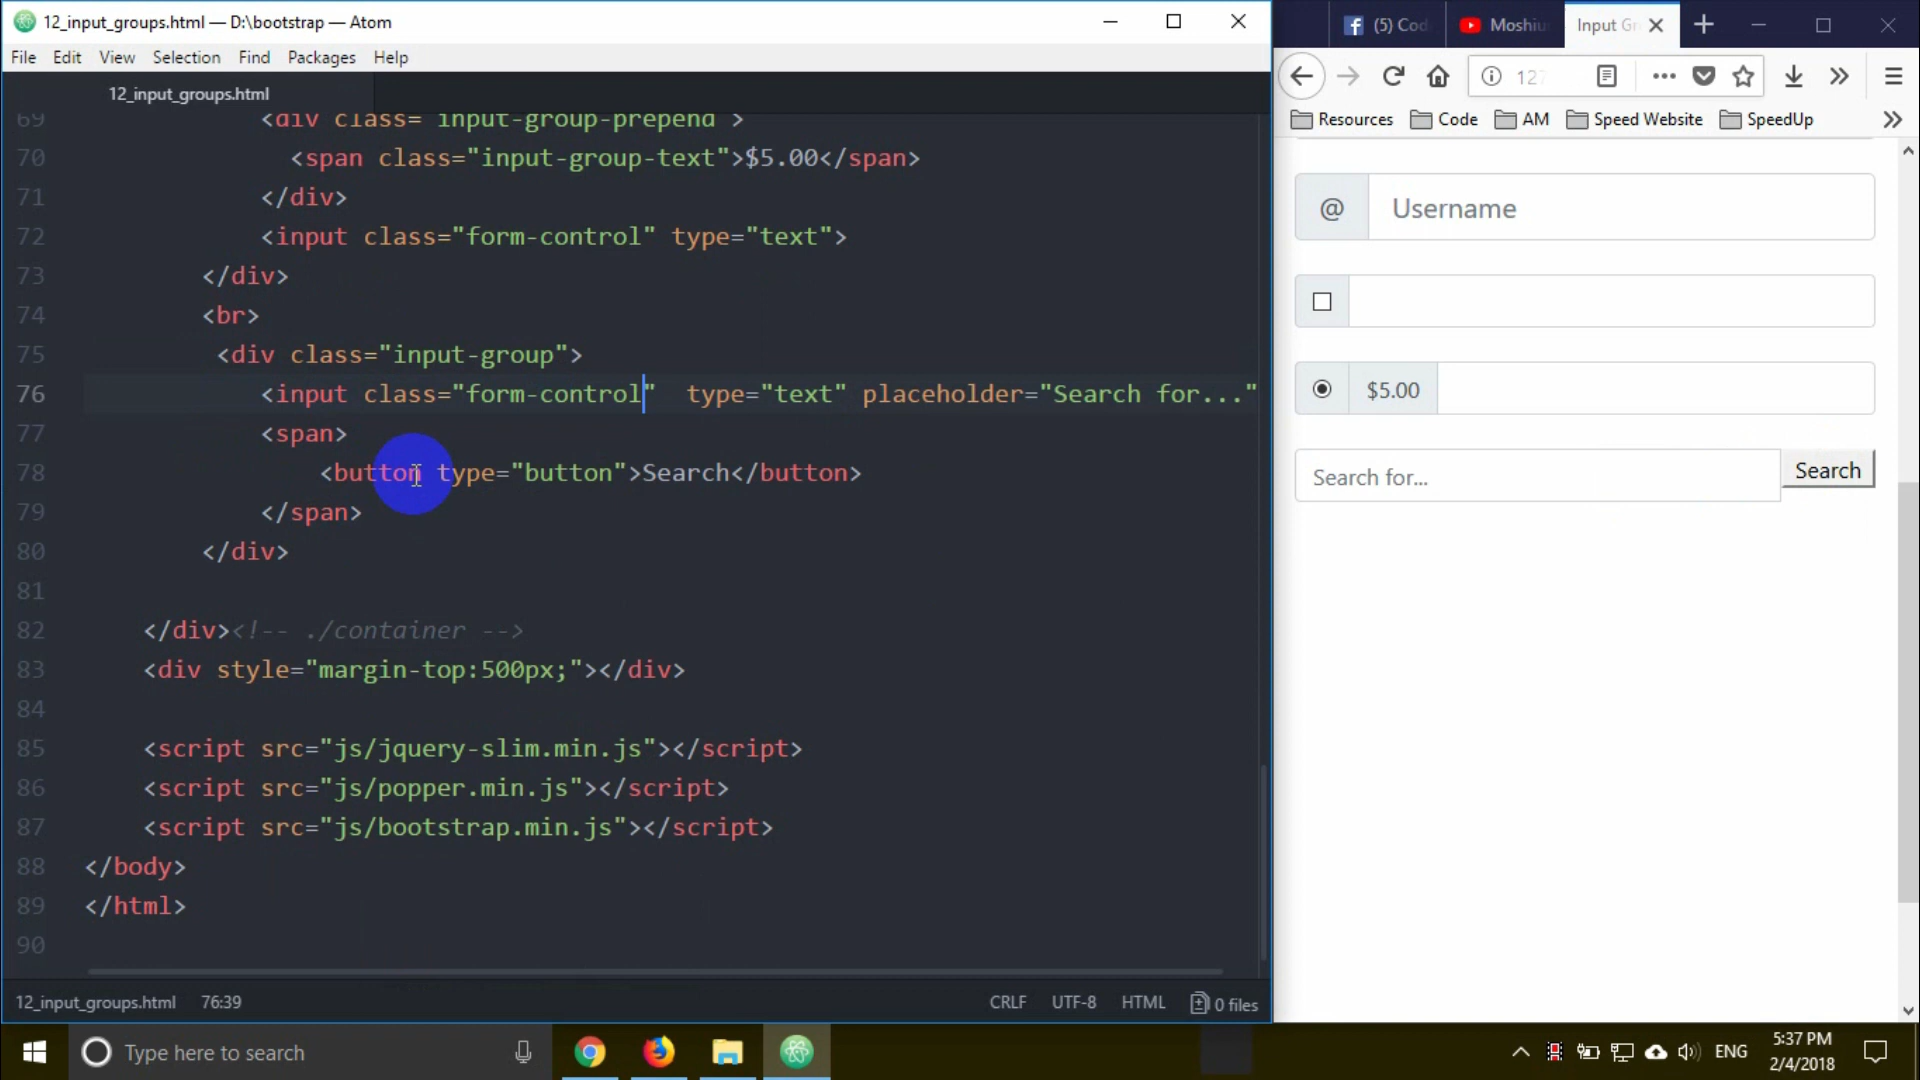 12_input_groups.html — D:\bootstrap — Atom
File Edit View Selection Find Packages Help
12_input_groups.html
69 <div class="input-group-prepend">
70 <span class="input-group-text">$5.00</span>
71 </div>
72 <input class="form-control" type="text">
73 </div>
74 <br>
75 <div class="input-group">
76 <input class="form-control"  type="text" placeholder="Search for..."
77 <span>
78 <button type="button">Search</button>
79 </span>
80 </div>
81
82 </div><!-- ./container -->
83 <div style="margin-top:500px;"></div>
84
85 <script src="js/jquery-slim.min.js"></script>
86 <script src="js/popper.min.js"></script>
87 <script src="js/bootstrap.min.js"></script>
88 </body>
89 </html>
90
12_input_groups.html 76:39 CRLF UTF-8 HTML 0 files
(5) Cod Moshiu Input Gr
127
Resources Code AM Speed Website SpeedUp
@ Username
$5.00
Search for... Search
Type here to search
ENG
5:37 PM
2/4/2018